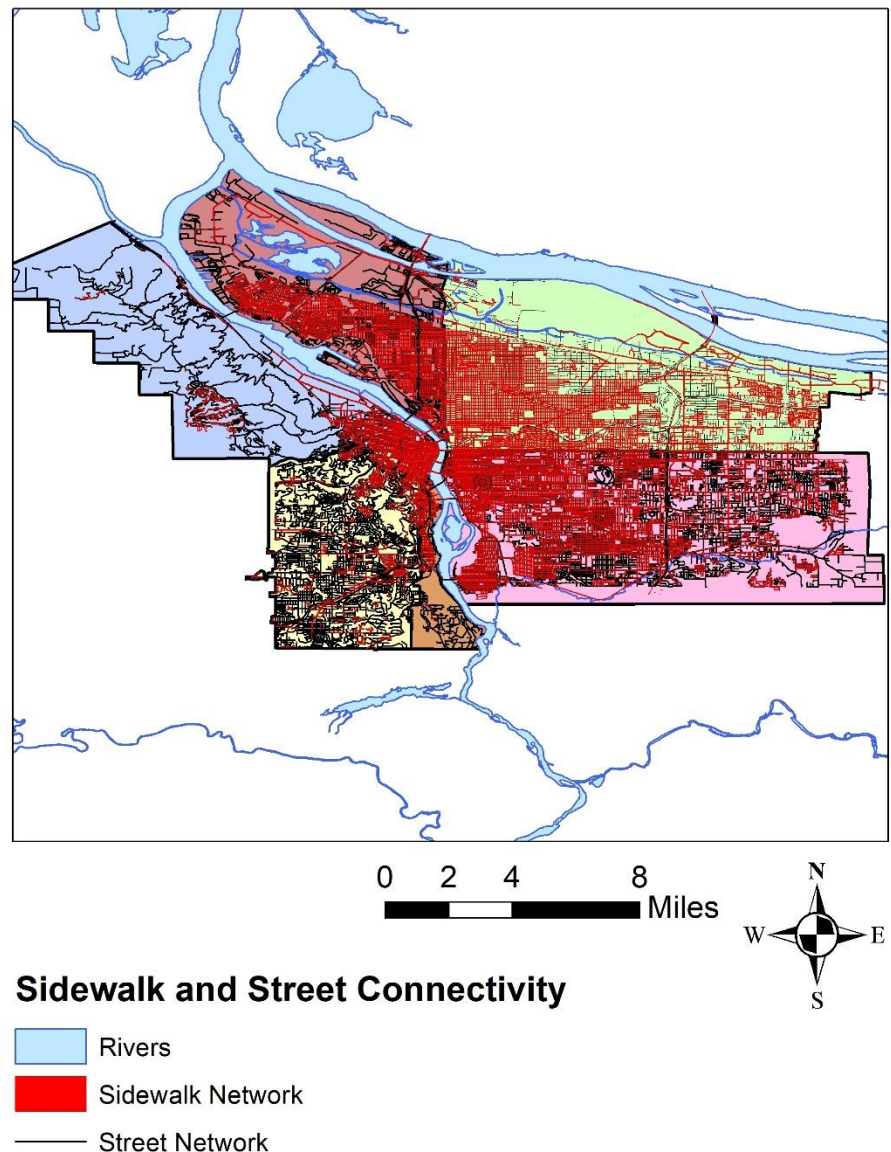 0 2 4 8
Miles
N
W E
S
Sidewalk and Street Connectivity
Rivers
Sidewalk Network
Street Network